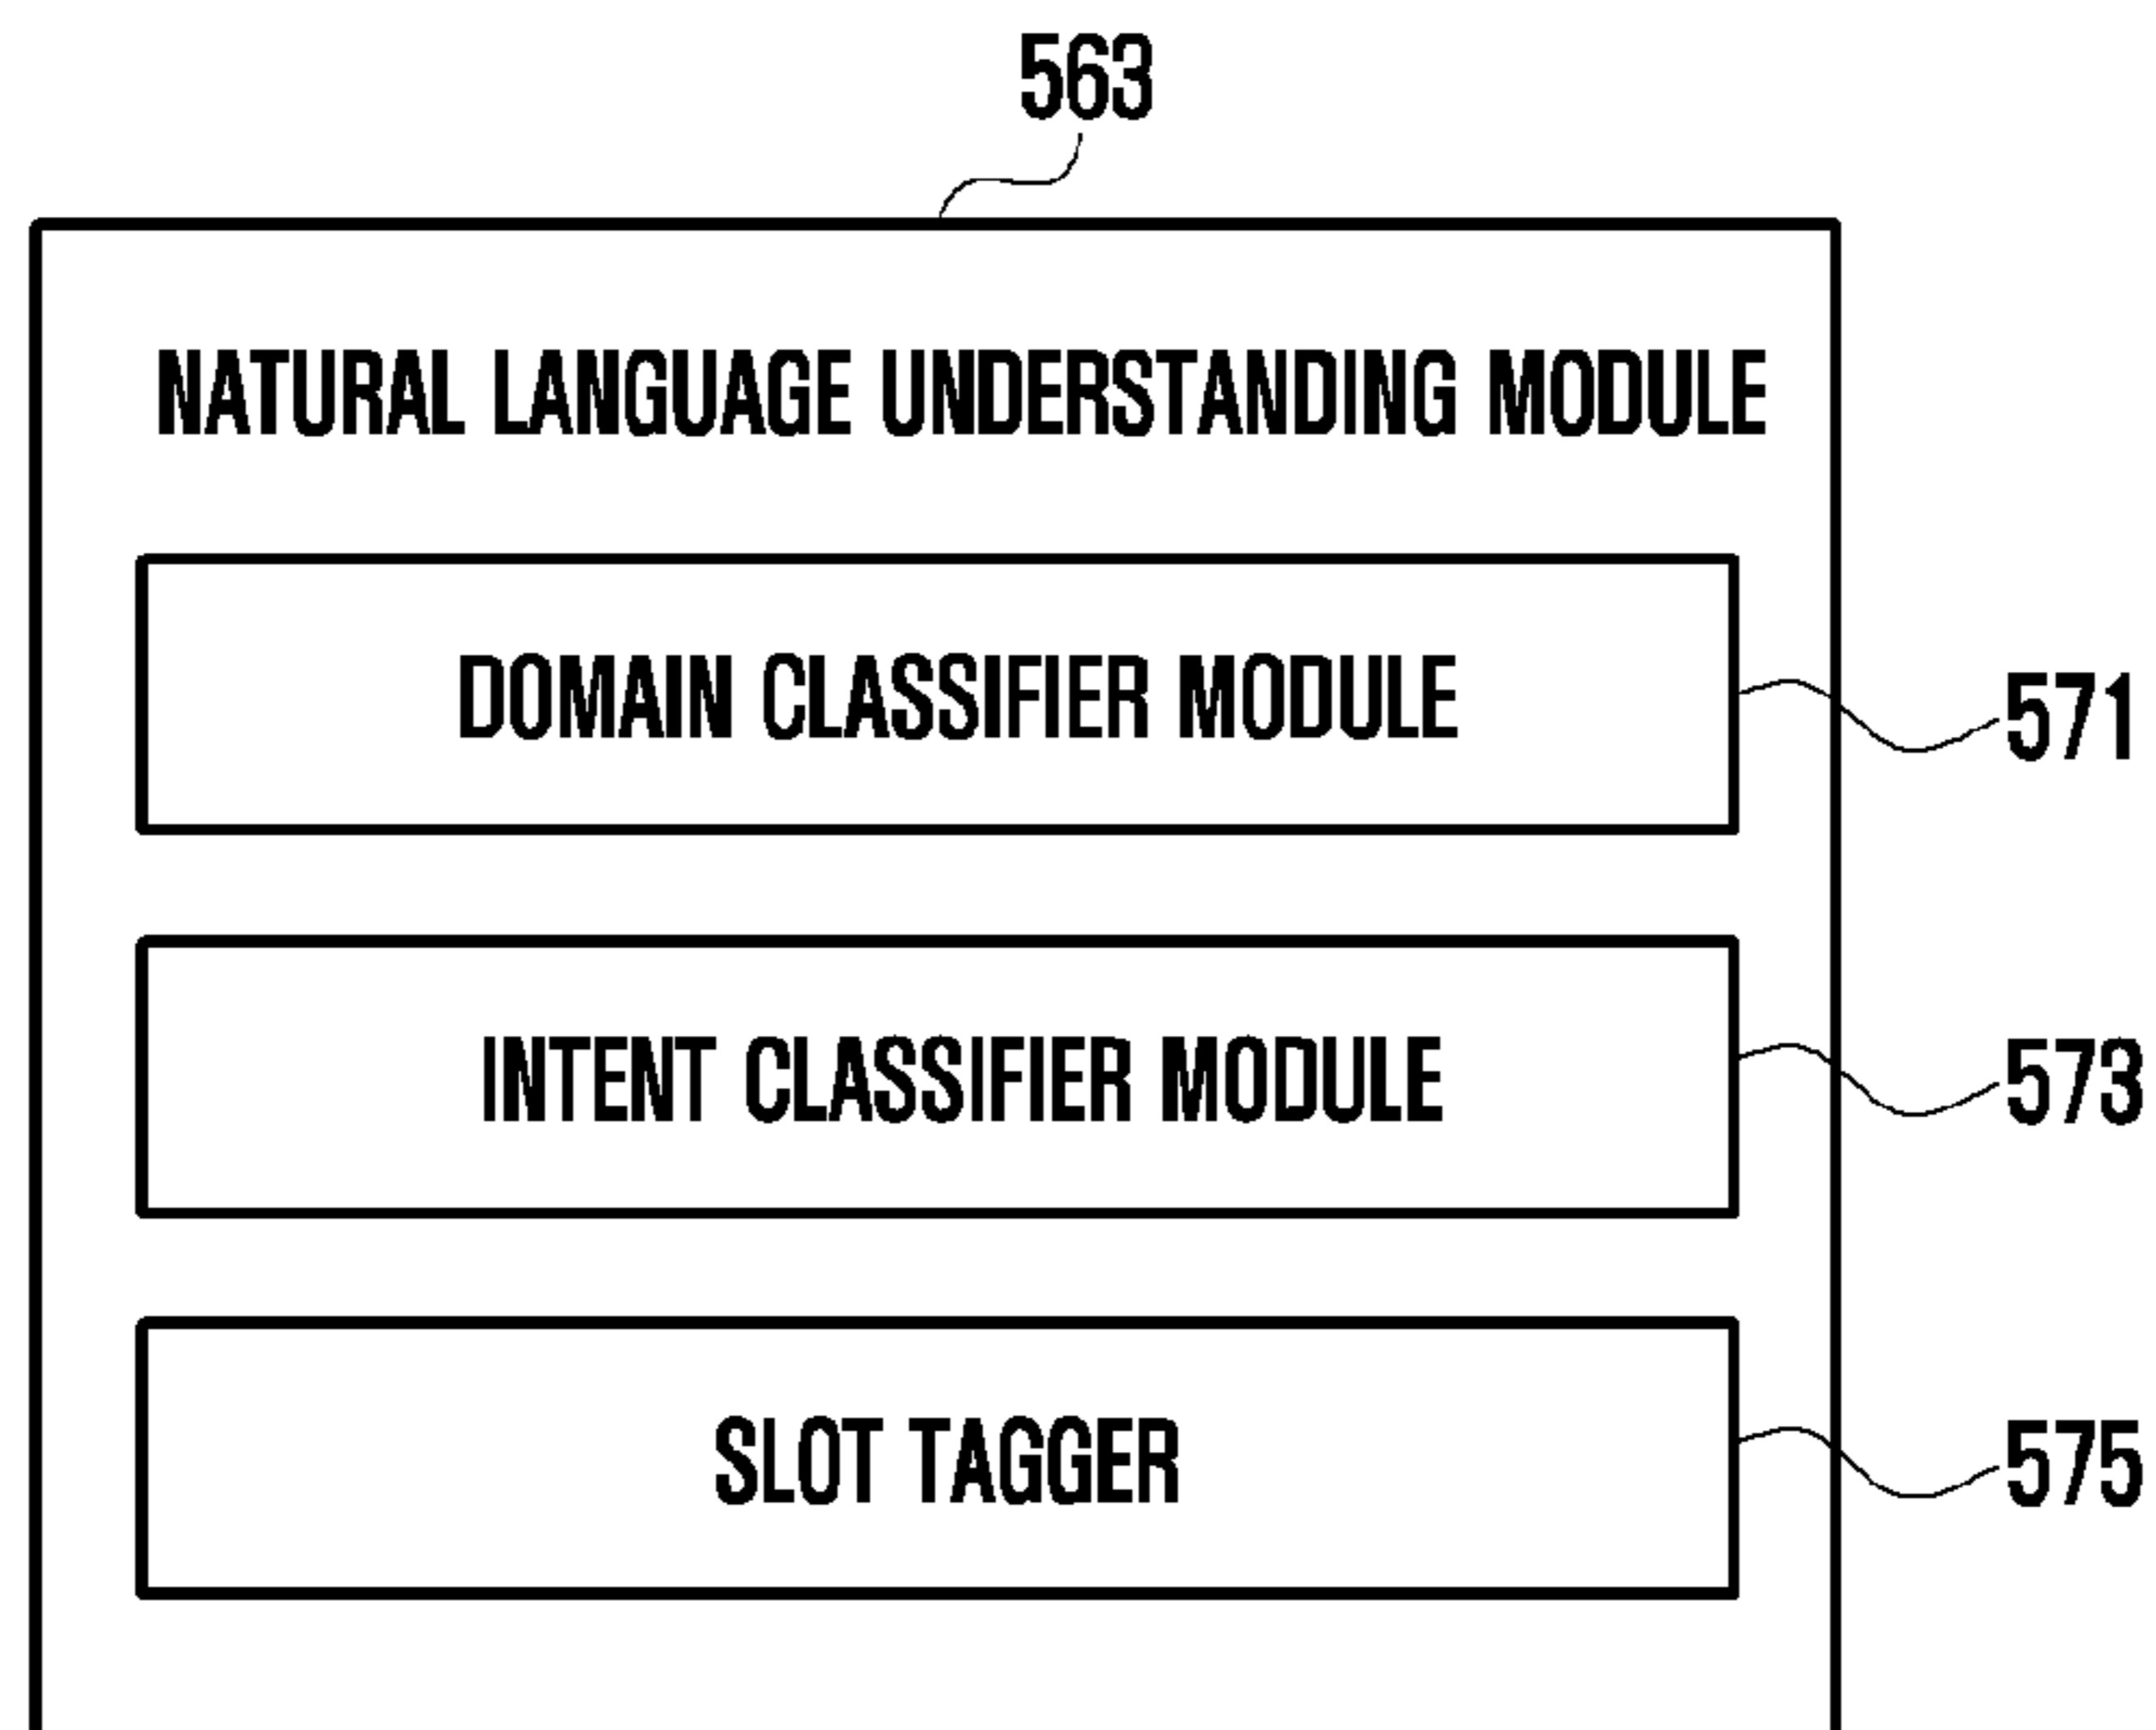 563
NATURAL LANGUAGE UNDERSTANDING MODULE
DOMAIN CLASSIFIER MODULE
571
INTENT CLASSIFIER MODULE
573
SLOT TAGGER
575